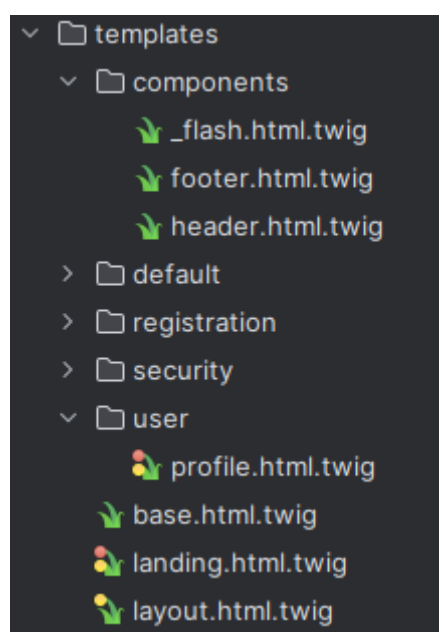 templates
components
_flash.html.twig
footer.html.twig
header.html.twig
default
registration
security
user
profile.html.twig
base.html.twig
landing.html.twig
layout.html.twig